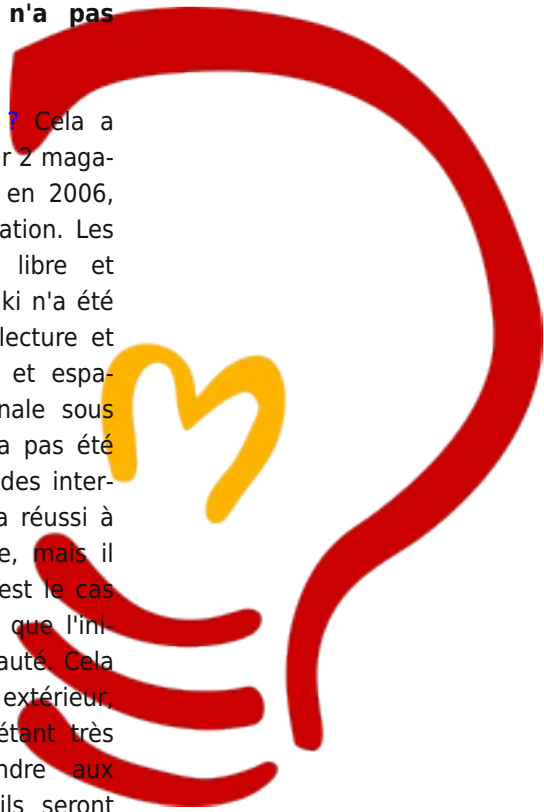 n'a pas
? Cela a
r 2 maga-
en 2006,
ation. Les
libre et
ki n'a été
lecture et
et espa-
nale sous
a pas été
des inter-
a réussi à
e, mais il
est le cas
que l'ini-
auté. Cela
extérieur,
étant très
ndre aux
ils seront